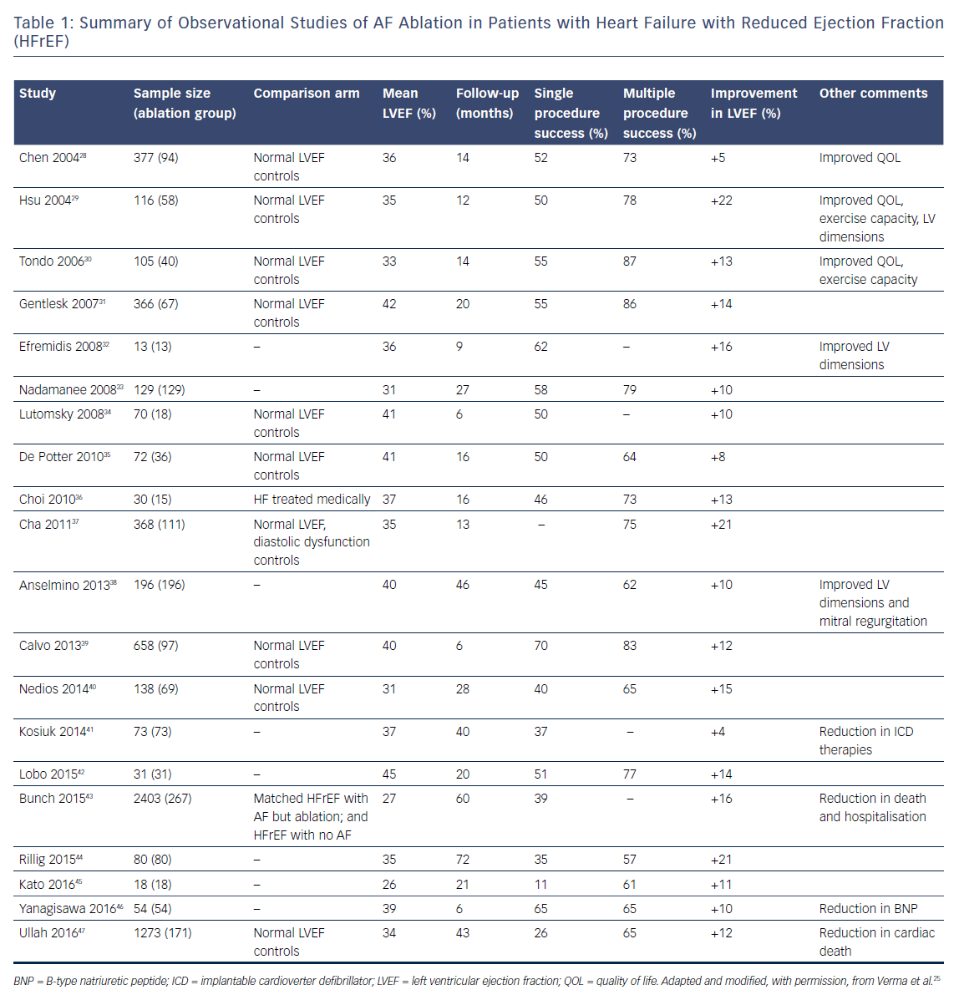 Table 1: Summary of Observational Studies of AF Ablation in Patients with Heart Failure with Reduced Ejection Fraction
(HFrEF)
Study Sample size Comparison arm Mean Follow-up Single Multiple Improvement Other comments
(ablation group) LVEF (%) (months) procedure procedure in LVEF (%)
success (%) success (%)
Chen 2004²⁸ 377 (94) Normal LVEF 36 14 52 73 +5 Improved QOL
controls
Hsu 2004²⁹ 116 (58) Normal LVEF 35 12 50 78 +22 Improved QOL,
controls exercise capacity, LV
dimensions
Tondo 2006³⁰ 105 (40) Normal LVEF 33 14 55 87 +13 Improved QOL,
controls exercise capacity
Gentlesk 2007³¹ 366 (67) Normal LVEF 42 20 55 86 +14
controls
Efremidis 2008³² 13 (13) – 36 9 62 – +16 Improved LV
dimensions
Nadamanee 2008³³ 129 (129) – 31 27 58 79 +10
Lutomsky 2008³⁴ 70 (18) Normal LVEF 41 6 50 – +10
controls
De Potter 2010³⁵ 72 (36) Normal LVEF 41 16 50 64 +8
controls
Choi 2010³⁶ 30 (15) HF treated medically 37 16 46 73 +13
Cha 2011³⁷ 368 (111) Normal LVEF, 35 13 – 75 +21
diastolic dysfunction
controls
Anselmino 2013³⁸ 196 (196) – 40 46 45 62 +10 Improved LV
dimensions and
mitral regurgitation
Calvo 2013³⁹ 658 (97) Normal LVEF 40 6 70 83 +12
controls
Nedios 2014⁴⁰ 138 (69) Normal LVEF 31 28 40 65 +15
controls
Kosiuk 2014⁴¹ 73 (73) – 37 40 37 – +4 Reduction in ICD
therapies
Lobo 2015⁴² 31 (31) – 45 20 51 77 +14
Bunch 2015⁴³ 2403 (267) Matched HFrEF with 27 60 39 – +16 Reduction in death
AF but ablation; and and hospitalisation
HFrEF with no AF
Rillig 2015⁴⁴ 80 (80) – 35 72 35 57 +21
Kato 2016⁴⁵ 18 (18) – 26 21 11 61 +11
Yanagisawa 2016⁴⁶ 54 (54) – 39 6 65 65 +10 Reduction in BNP
Ullah 2016⁴⁷ 1273 (171) Normal LVEF 34 43 26 65 +12 Reduction in cardiac
controls death
BNP = B-type natriuretic peptide; ICD = implantable cardioverter defibrillator; LVEF = left ventricular ejection fraction; QOL = quality of life. Adapted and modified, with permission, from Verma et al.²⁵